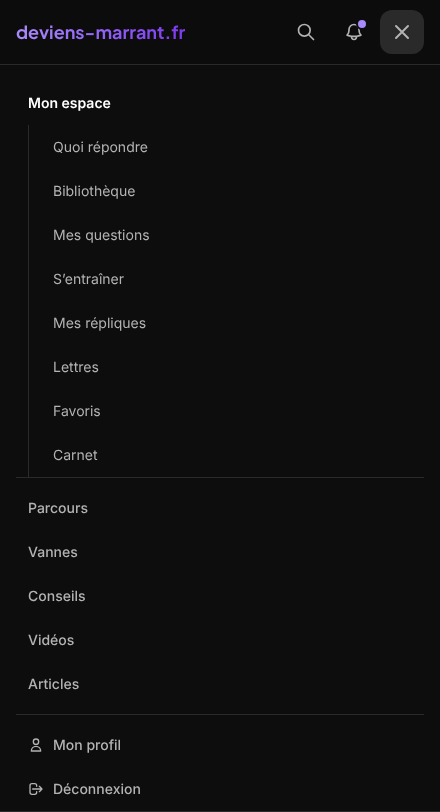 deviens-marrant.fr
Mon espace
Quoi répondre
Bibliothèque
Mes questions
S’entraîner
Mes répliques
Lettres
Favoris
Carnet
Parcours
Vannes
Conseils
Vidéos
Articles
Mon profil
Déconnexion